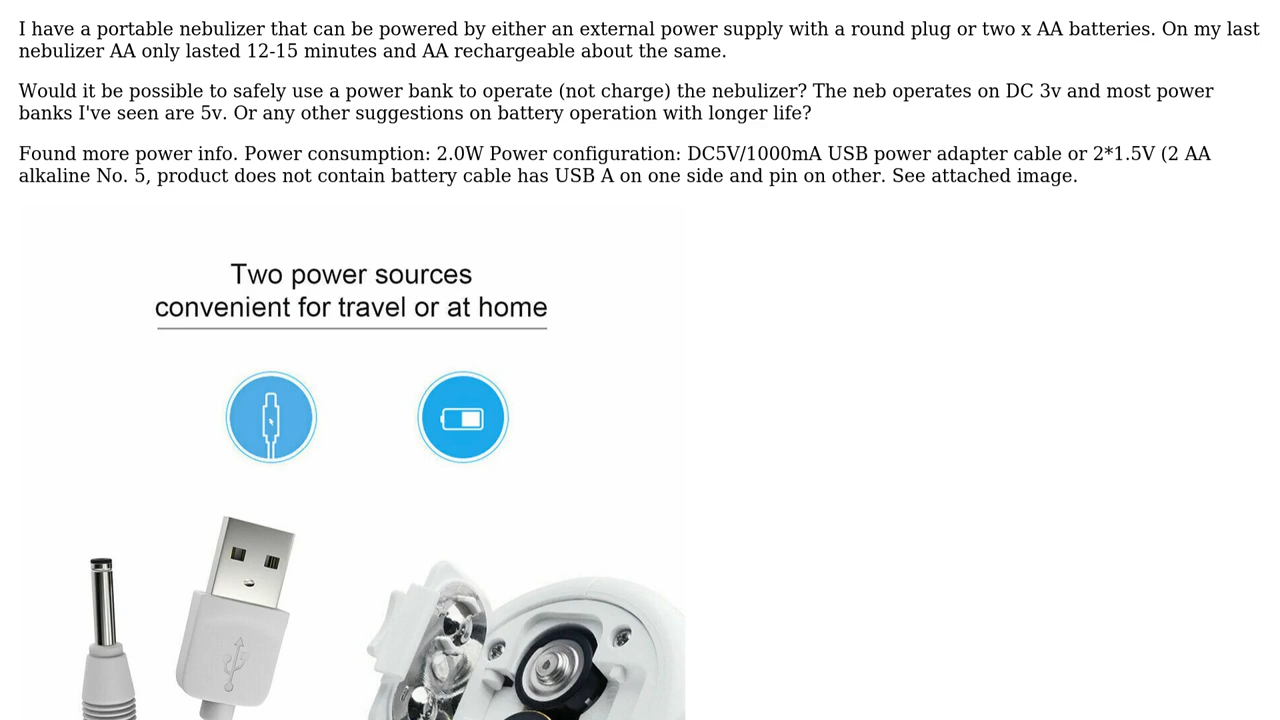 I have a portable nebulizer that can be powered by either an external power supply with a round plug or two x AA batteries. On my last
nebulizer AA only lasted 12-15 minutes and AA rechargeable about the same.
Would it be possible to safely use a power bank to operate (not charge) the nebulizer? The neb operates on DC 3v and most power
banks I've seen are 5v. Or any other suggestions on battery operation with longer life?
Found more power info. Power consumption: 2.0W Power configuration: DC5V/1000mA USB power adapter cable or 2*1.5V (2 AA
alkaline No. 5, product does not contain battery cable has USB A on one side and pin on other. See attached image.
Two power sources
convenient for travel or at home